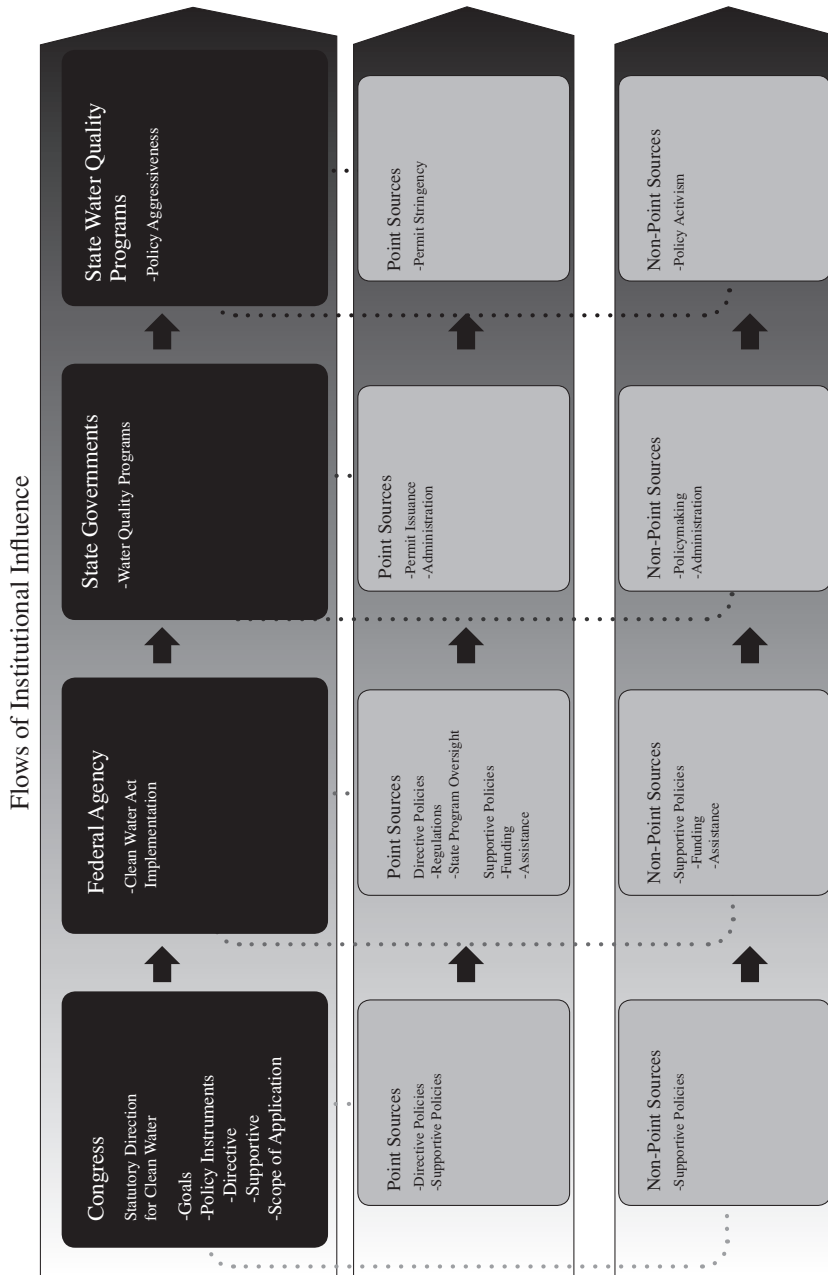 Flows of Institutional Influence
Congress
Statutory Direction
for Clean Water
-Goals
-Policy Instruments
-Directive
-Supportive
-Scope of Application
Federal Agency
-Clean Water Act
Implementation
State Governments
-Water Quality Programs
State Water Quality
Programs
-Policy Aggressiveness
Point Sources
-Directive Policies
-Supportive Policies
Point Sources
Directive Policies
-Regulations
-State Program Oversight
Supportive Policies
-Funding
-Assistance
Point Sources
-Permit Issuance
-Administration
Point Sources
-Permit Stringency
Non-Point Sources
-Supportive Policies
Non-Point Sources
-Supportive Policies
-Funding
-Assistance
Non-Point Sources
-Policymaking
-Administration
Non-Point Sources
-Policy Activism